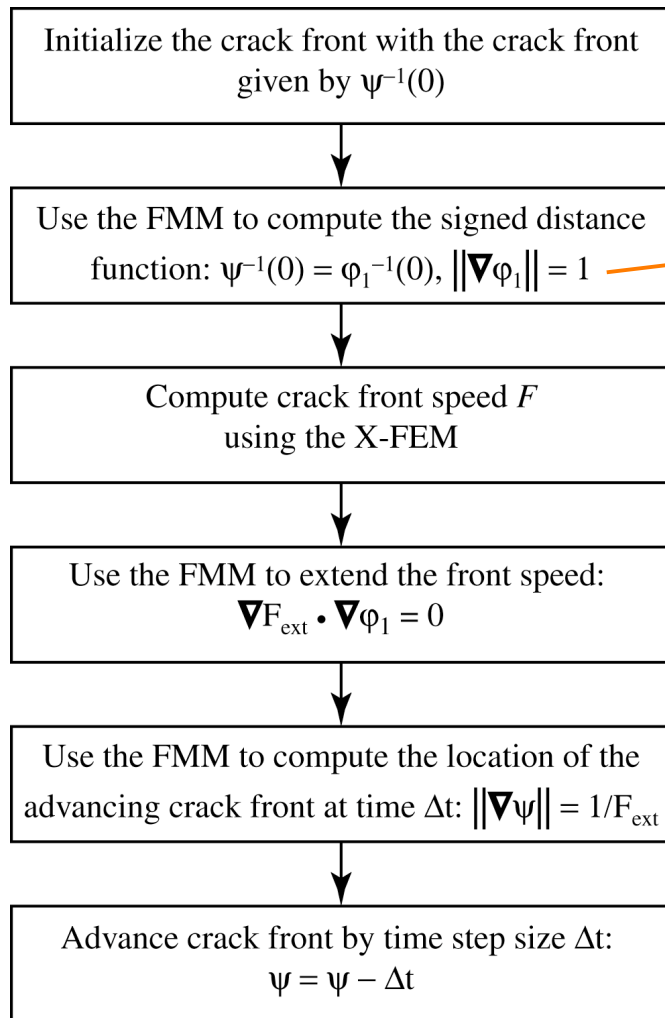 Initialize the crack front with the crack front
given by ψ⁻¹(0)
Use the FMM to compute the signed distance
function: ψ⁻¹(0) = φ₁⁻¹(0), ||∇φ₁|| = 1
Compute crack front speed F
using the X-FEM
Use the FMM to extend the front speed:
∇F_ext • ∇φ₁ = 0
Use the FMM to compute the location of the
advancing crack front at time Δt: ||∇ψ|| = 1/F_ext
Advance crack front by time step size Δt:
ψ = ψ − Δt